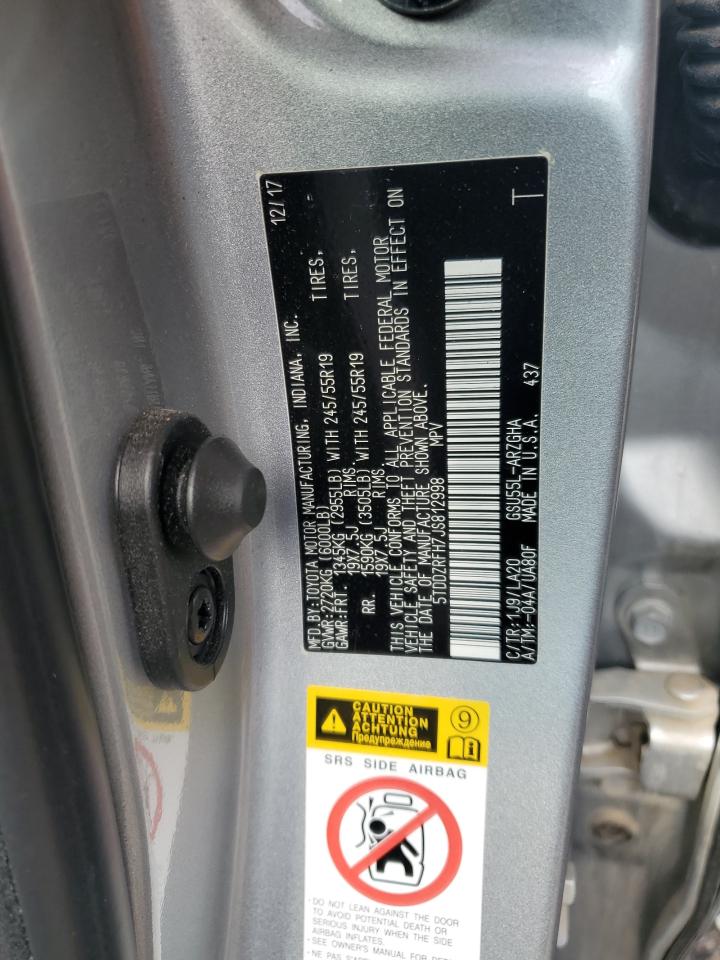 MFD.BY:TOYOTA MOTOR MANUFACTURING, INDIANA, INC. 12/17
GVWR:2720KG (6000LB)
GAWR:FRT. 1345KG (2955LB) WITH 245/55R19 TIRES,
19X7.5J RIMS,
RR. 1590KG (3505LB) WITH 245/55R19 TIRES,
19X7.5J RIMS,
THIS VEHICLE CONFORMS TO ALL APPLICABLE FEDERAL MOTOR
VEHICLE SAFETY AND THEFT PREVENTION STANDARDS IN EFFECT ON
THE DATE OF MANUFACTURE SHOWN ABOVE.
5TDDZRFH7JS812998 MPV
C/TR:1J9/LA20 GSU55L-ARZGHA
A/TM:-04A/UA80F MADE IN U.S.A. 437 T
CAUTION
ATTENTION
ACHTUNG
Предупреждение
9
SRS SIDE AIRBAG
·DO NOT LEAN AGAINST THE DOOR
TO AVOID POTENTIAL DEATH OR
SERIOUS INJURY WHEN THE SIDE
AIRBAG INFLATES.
·SEE OWNER'S MANUAL FOR